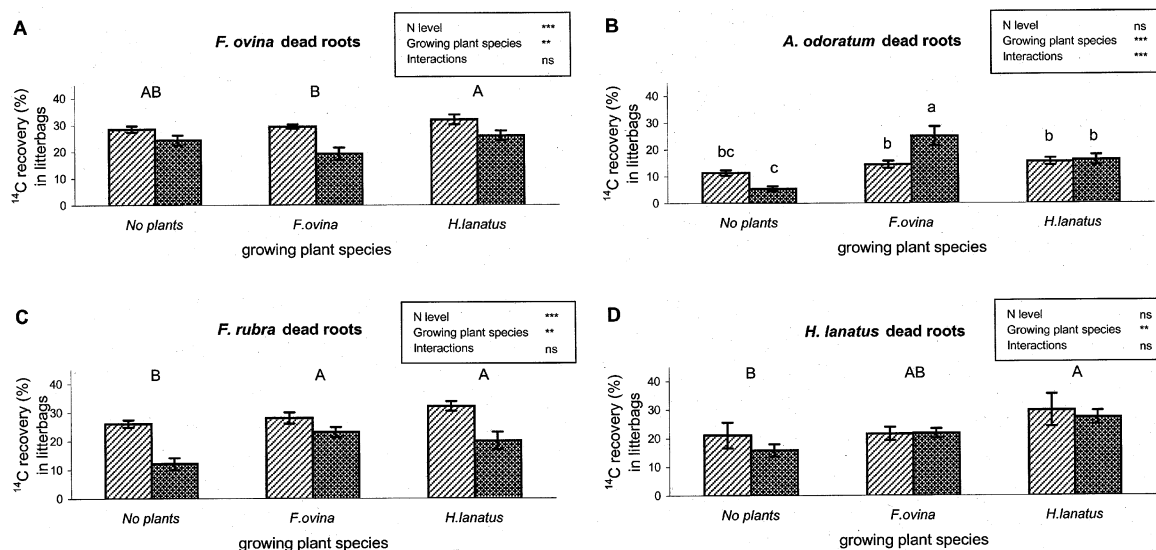 A
F. ovina dead roots
N level ***
Growing plant species **
Interactions ns
14C recovery (%)
in litterbags
40
30
20
10
0
AB
B
A
No plants
F.ovina
H.lanatus
growing plant species
B
A. odoratum dead roots
N level ns
Growing plant species ***
Interactions ***
14C recovery (%)
in litterbags
40
30
20
10
0
bc
c
b
a
b
b
No plants
F.ovina
H.lanatus
growing plant species
C
F. rubra dead roots
N level ***
Growing plant species **
Interactions ns
14C recovery (%)
in litterbags
40
30
20
10
0
B
A
A
No plants
F.ovina
H.lanatus
growing plant species
D
H. lanatus dead roots
N level ns
Growing plant species **
Interactions ns
14C recovery (%)
in litterbags
40
30
20
10
0
B
AB
A
No plants
F.ovina
H.lanatus
growing plant species